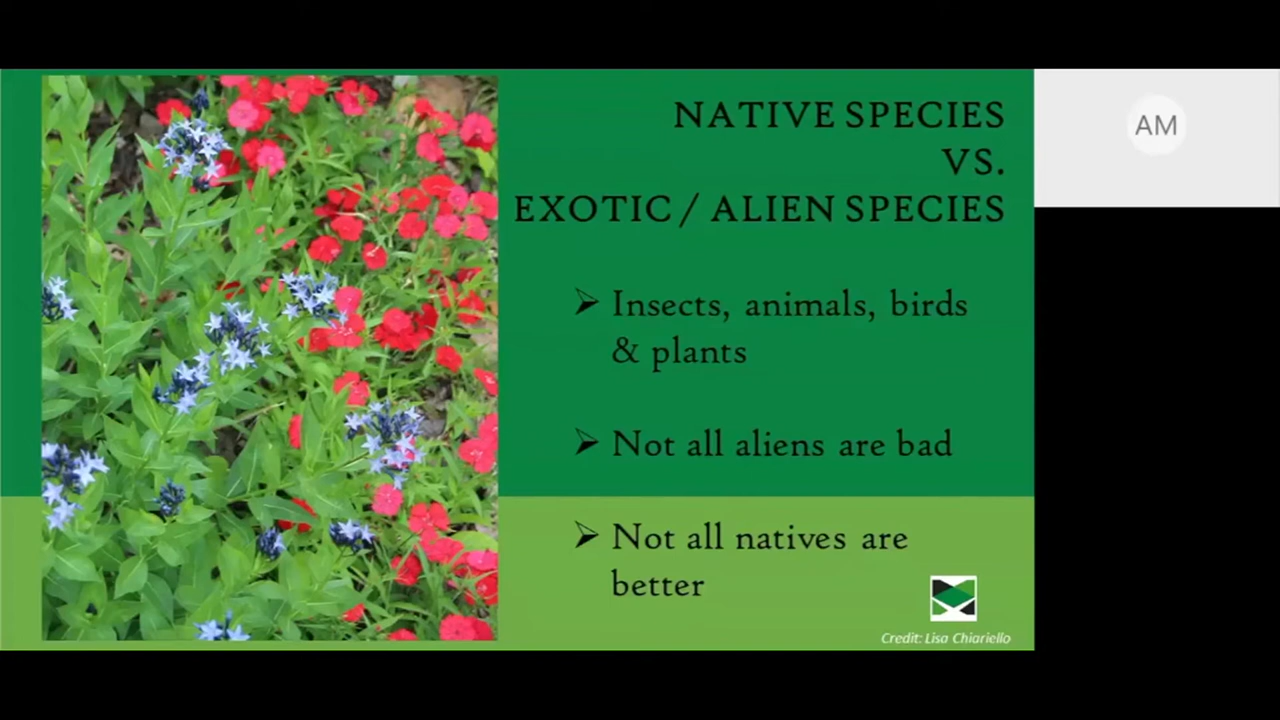 NATIVE SPECIES
VS.
EXOTIC / ALIEN SPECIES
➢ Insects, animals, birds
& plants
➢ Not all aliens are bad
➢ Not all natives are
better
Credit: Lisa Chiariello
AM